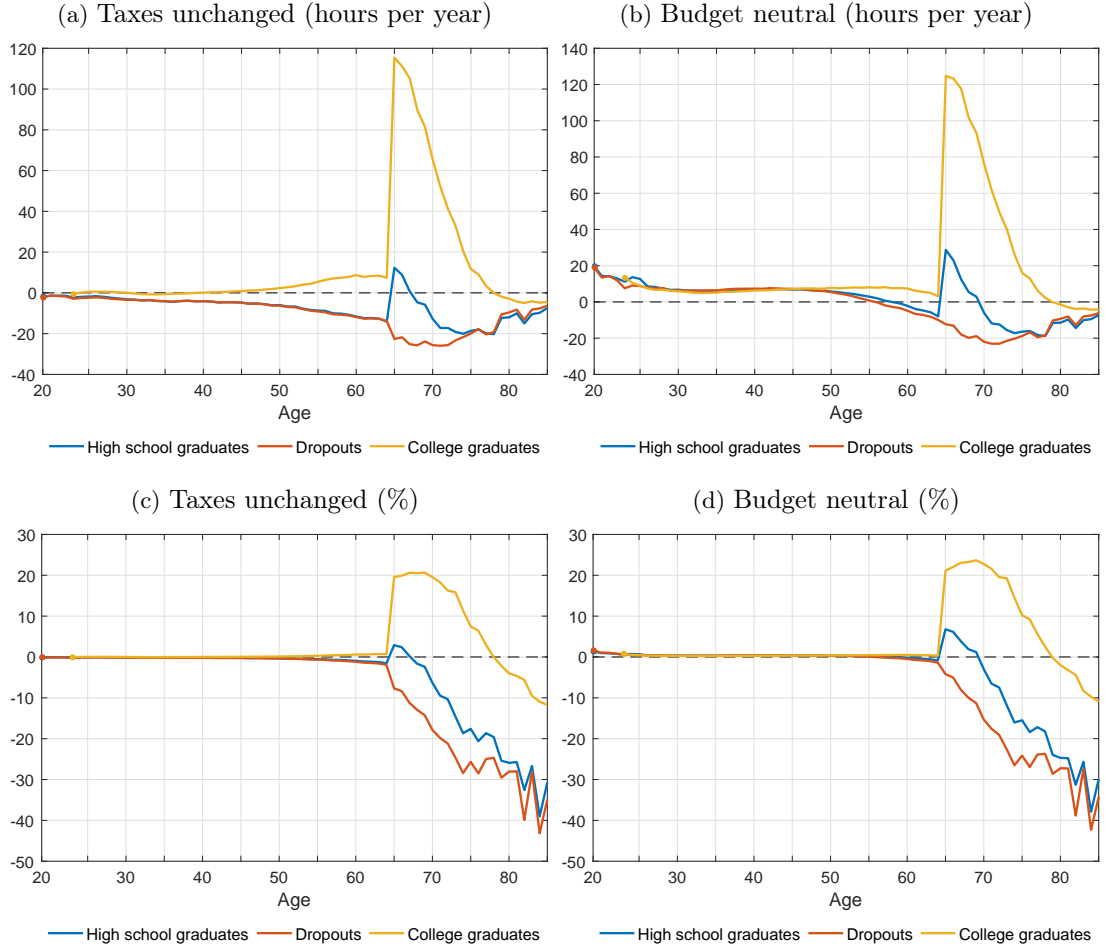 (a) Taxes unchanged (hours per year)
120
100
80
60
40
20
0
-20
-40
20 30 40 50 60 70 80
Age
High school graduates Dropouts College graduates
(b) Budget neutral (hours per year)
140
120
100
80
60
40
20
0
-20
-40
20 30 40 50 60 70 80
Age
High school graduates Dropouts College graduates
(c) Taxes unchanged (%)
30
20
10
0
-10
-20
-30
-40
-50
20 30 40 50 60 70 80
Age
High school graduates Dropouts College graduates
(d) Budget neutral (%)
30
20
10
0
-10
-20
-30
-40
-50
20 30 40 50 60 70 80
Age
High school graduates Dropouts College graduates